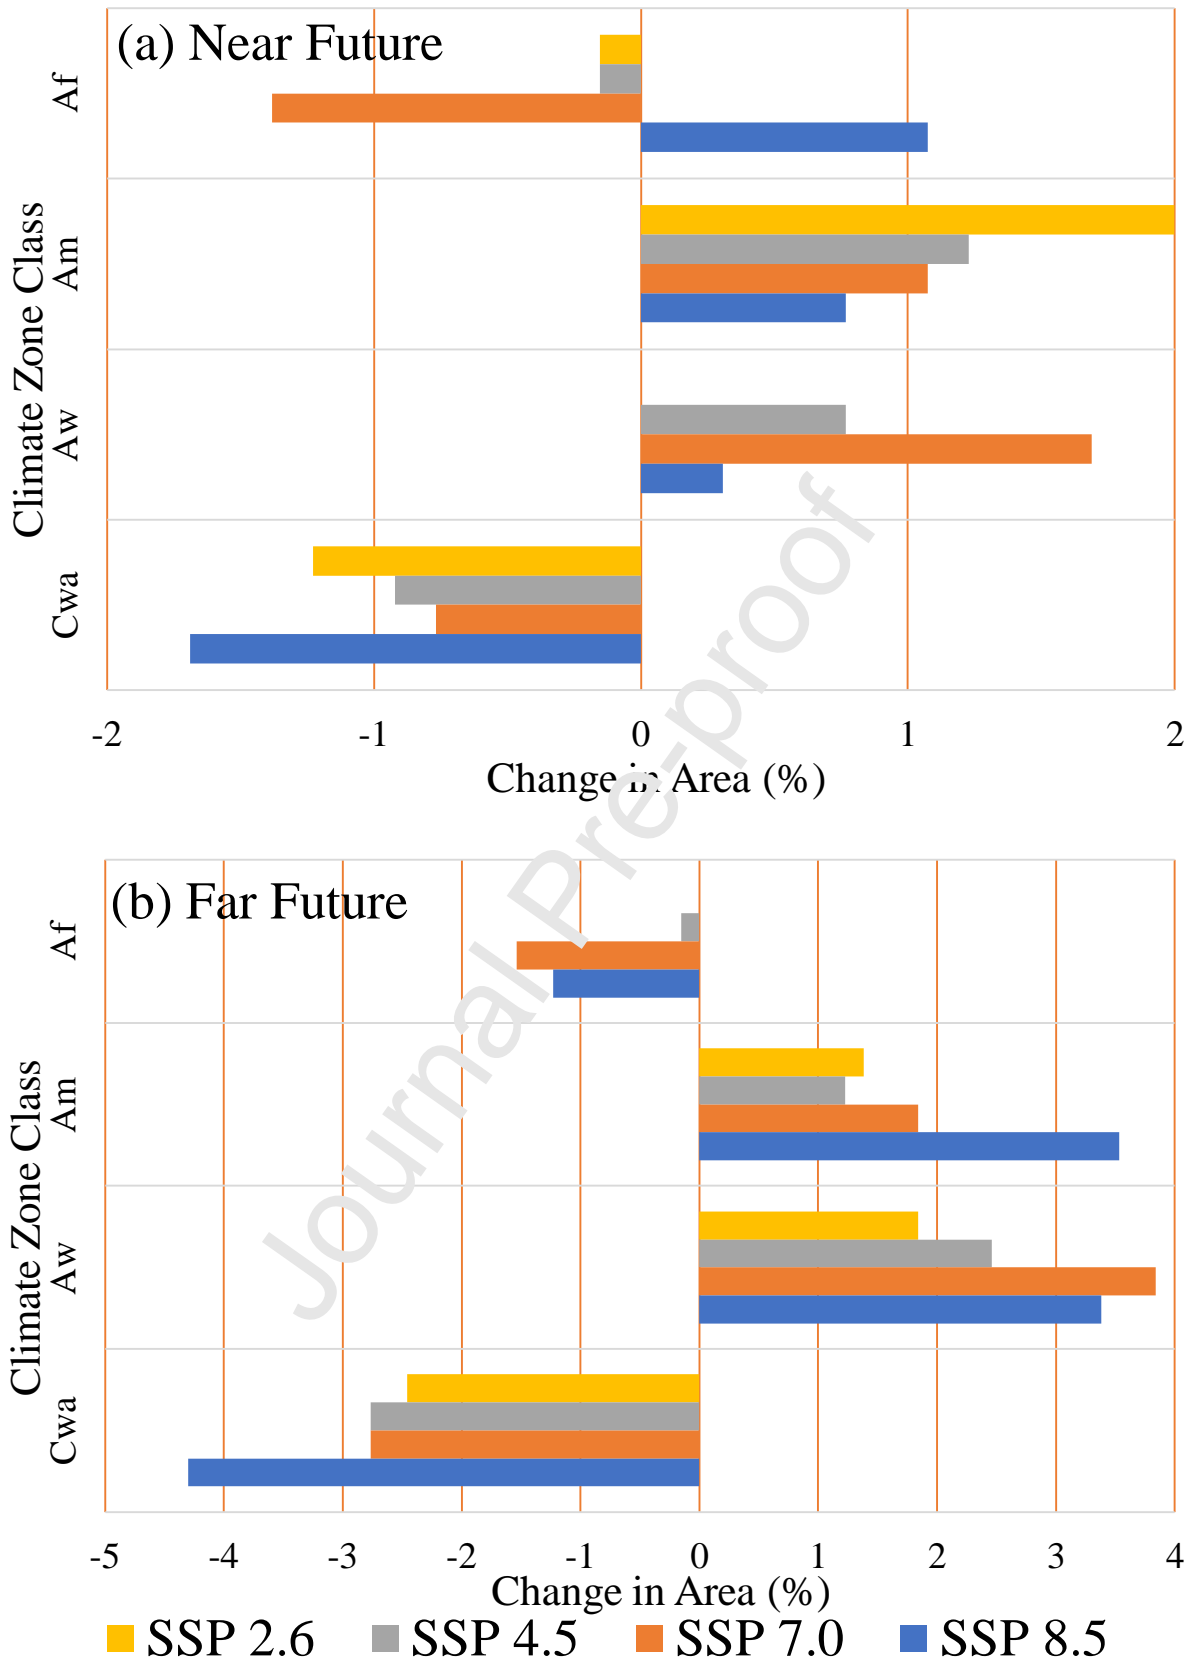 (a) Near Future
Climate Zone Class
Af
Am
Aw
Cwa
-2 -1 0 1 2
Change in Area (%)
(b) Far Future
Climate Zone Class
Af
Am
Aw
Cwa
-5 -4 -3 -2 -1 0 1 2 3 4
Change in Area (%)
SSP 2.6 SSP 4.5 SSP 7.0 SSP 8.5
Journal Pre-proof